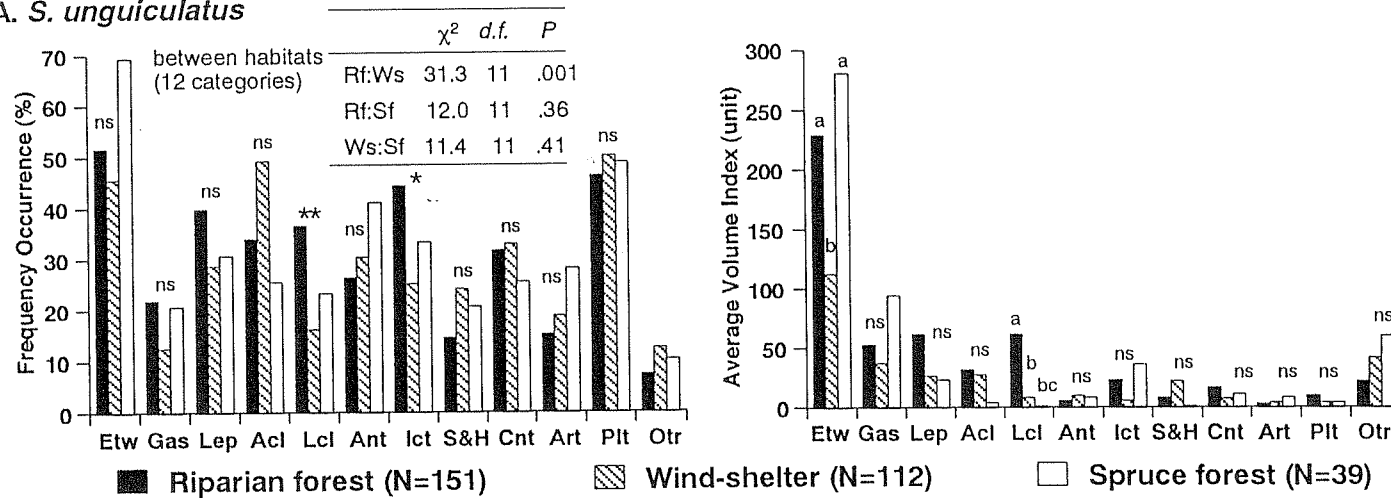 A. S. unguiculatus
χ² d.f. P
between habitats
(12 categories)
Rf:Ws 31.3 11 .001
Rf:Sf 12.0 11 .36
Ws:Sf 11.4 11 .41
Frequency Occurrence (%)
70
60
50
40
30
20
10
0
ns
ns
ns
ns
**
ns
*
ns
ns
ns
ns
Etw Gas Lep Acl Lcl Ant Ict S&H Cnt Art Plt Otr
Average Volume Index (unit)
300
250
200
150
100
50
0
a
b
a
ns
ns
ns
a
b
bc
ns
ns
ns
ns
ns
ns
ns
Etw Gas Lep Acl Lcl Ant Ict S&H Cnt Art Plt Otr
Riparian forest (N=151) Wind-shelter (N=112) Spruce forest (N=39)